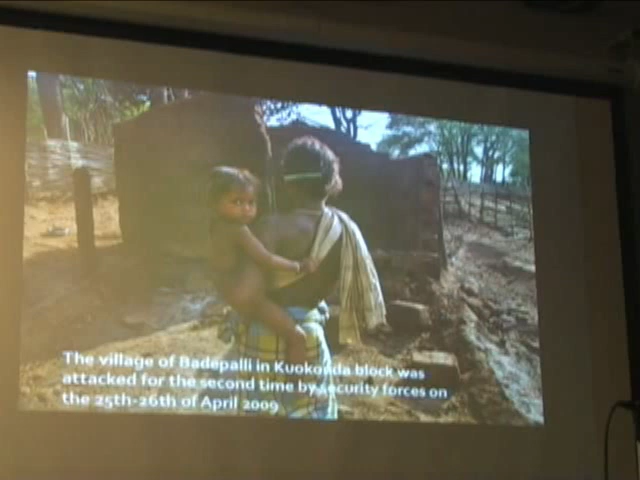 The village of Badepalli in Kuokonda block was
attacked for the second time by security forces on
the 25th-26th of April 2009